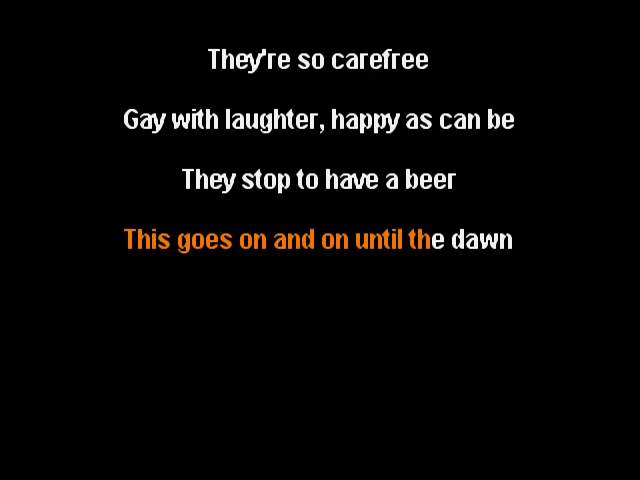 They're so carefree
Gay with laughter, happy as can be
They stop to have a beer
This goes on and on until the dawn